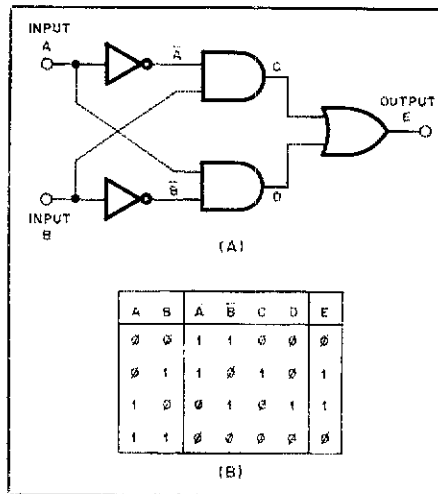 INPUT
A
Ā
C
OUTPUT
E
B̄
D
INPUT
B
(A)
A B Ā B̄ C D E
Ø Ø 1 1 Ø Ø Ø
Ø 1 1 Ø 1 Ø 1
1 Ø Ø 1 Ø 1 1
1 1 Ø Ø Ø Ø Ø
(B)